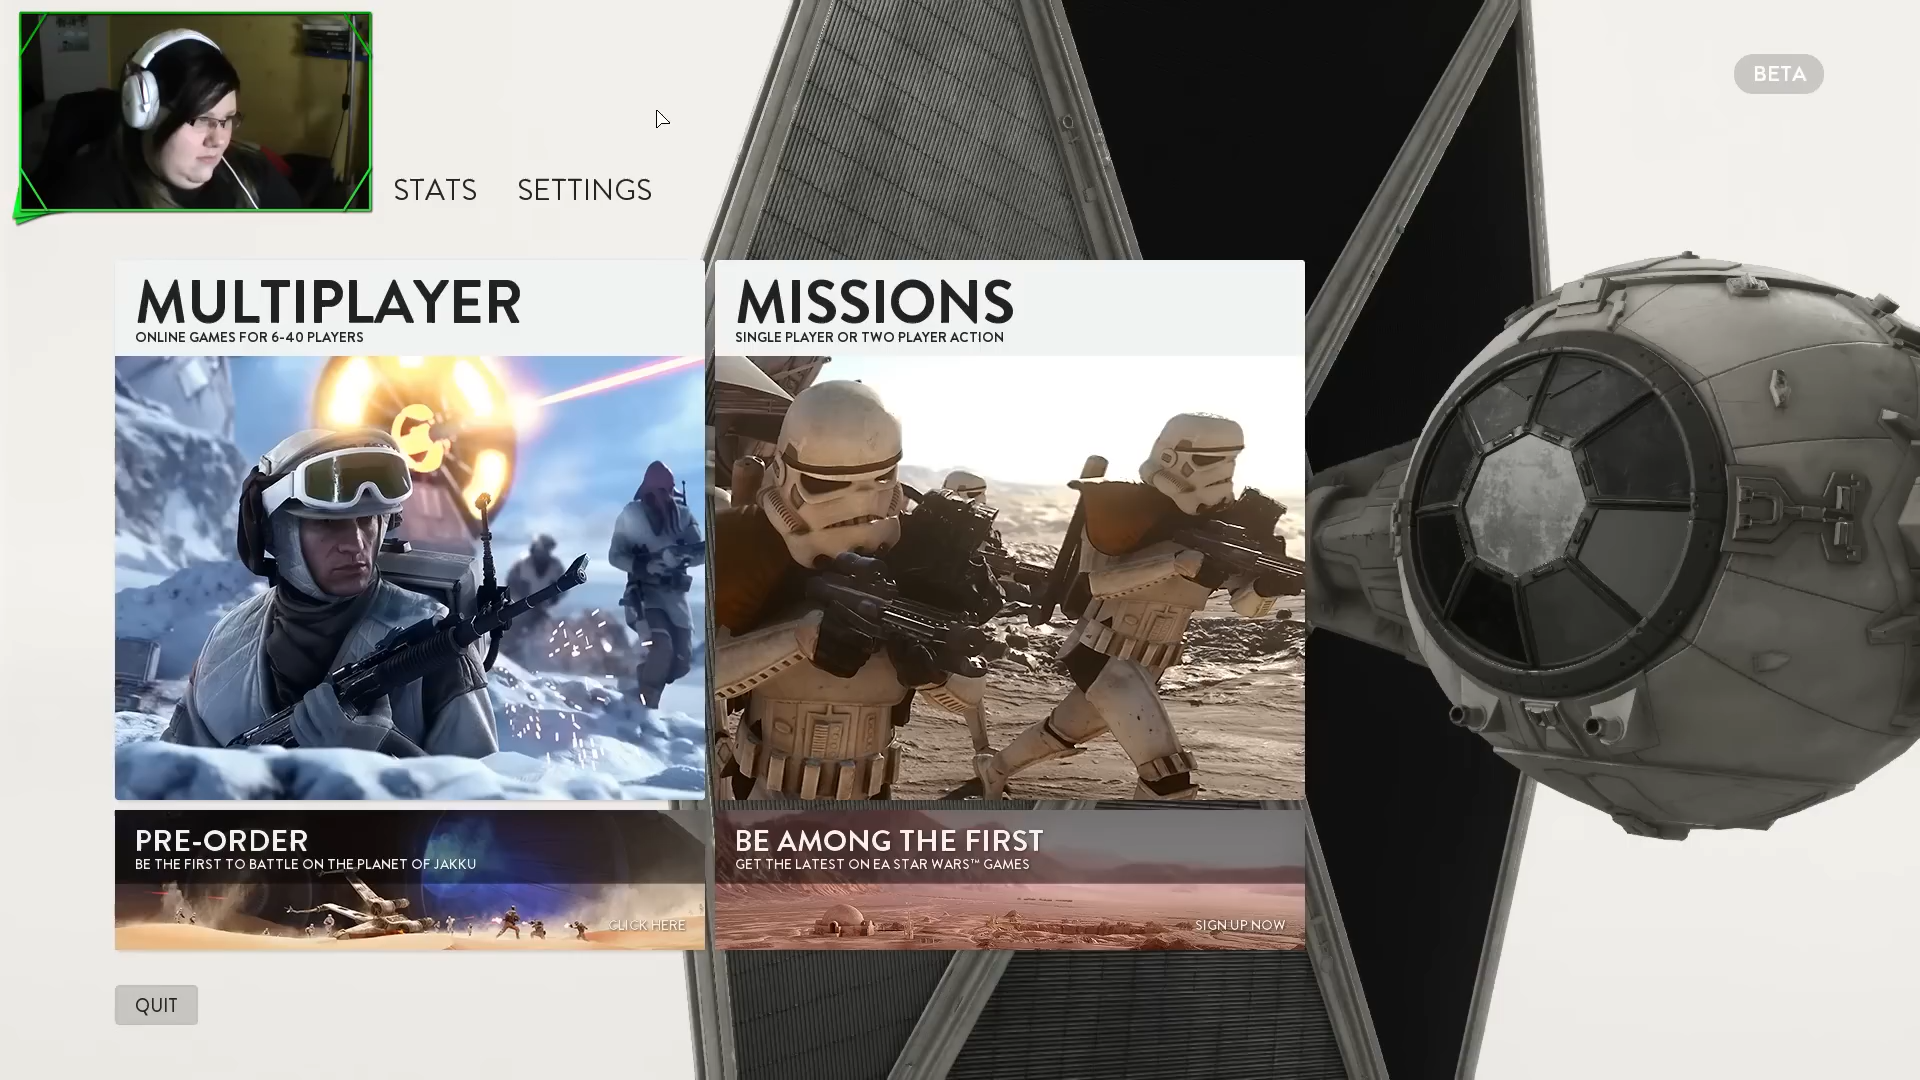 BETA
STATS SETTINGS
MULTIPLAYER
ONLINE GAMES FOR 6-40 PLAYERS
MISSIONS
SINGLE PLAYER OR TWO PLAYER ACTION
PRE-ORDER
BE THE FIRST TO BATTLE ON THE PLANET OF JAKKU
CLICK HERE
BE AMONG THE FIRST
GET THE LATEST ON EA STAR WARS™ GAMES
SIGN UP NOW
QUIT